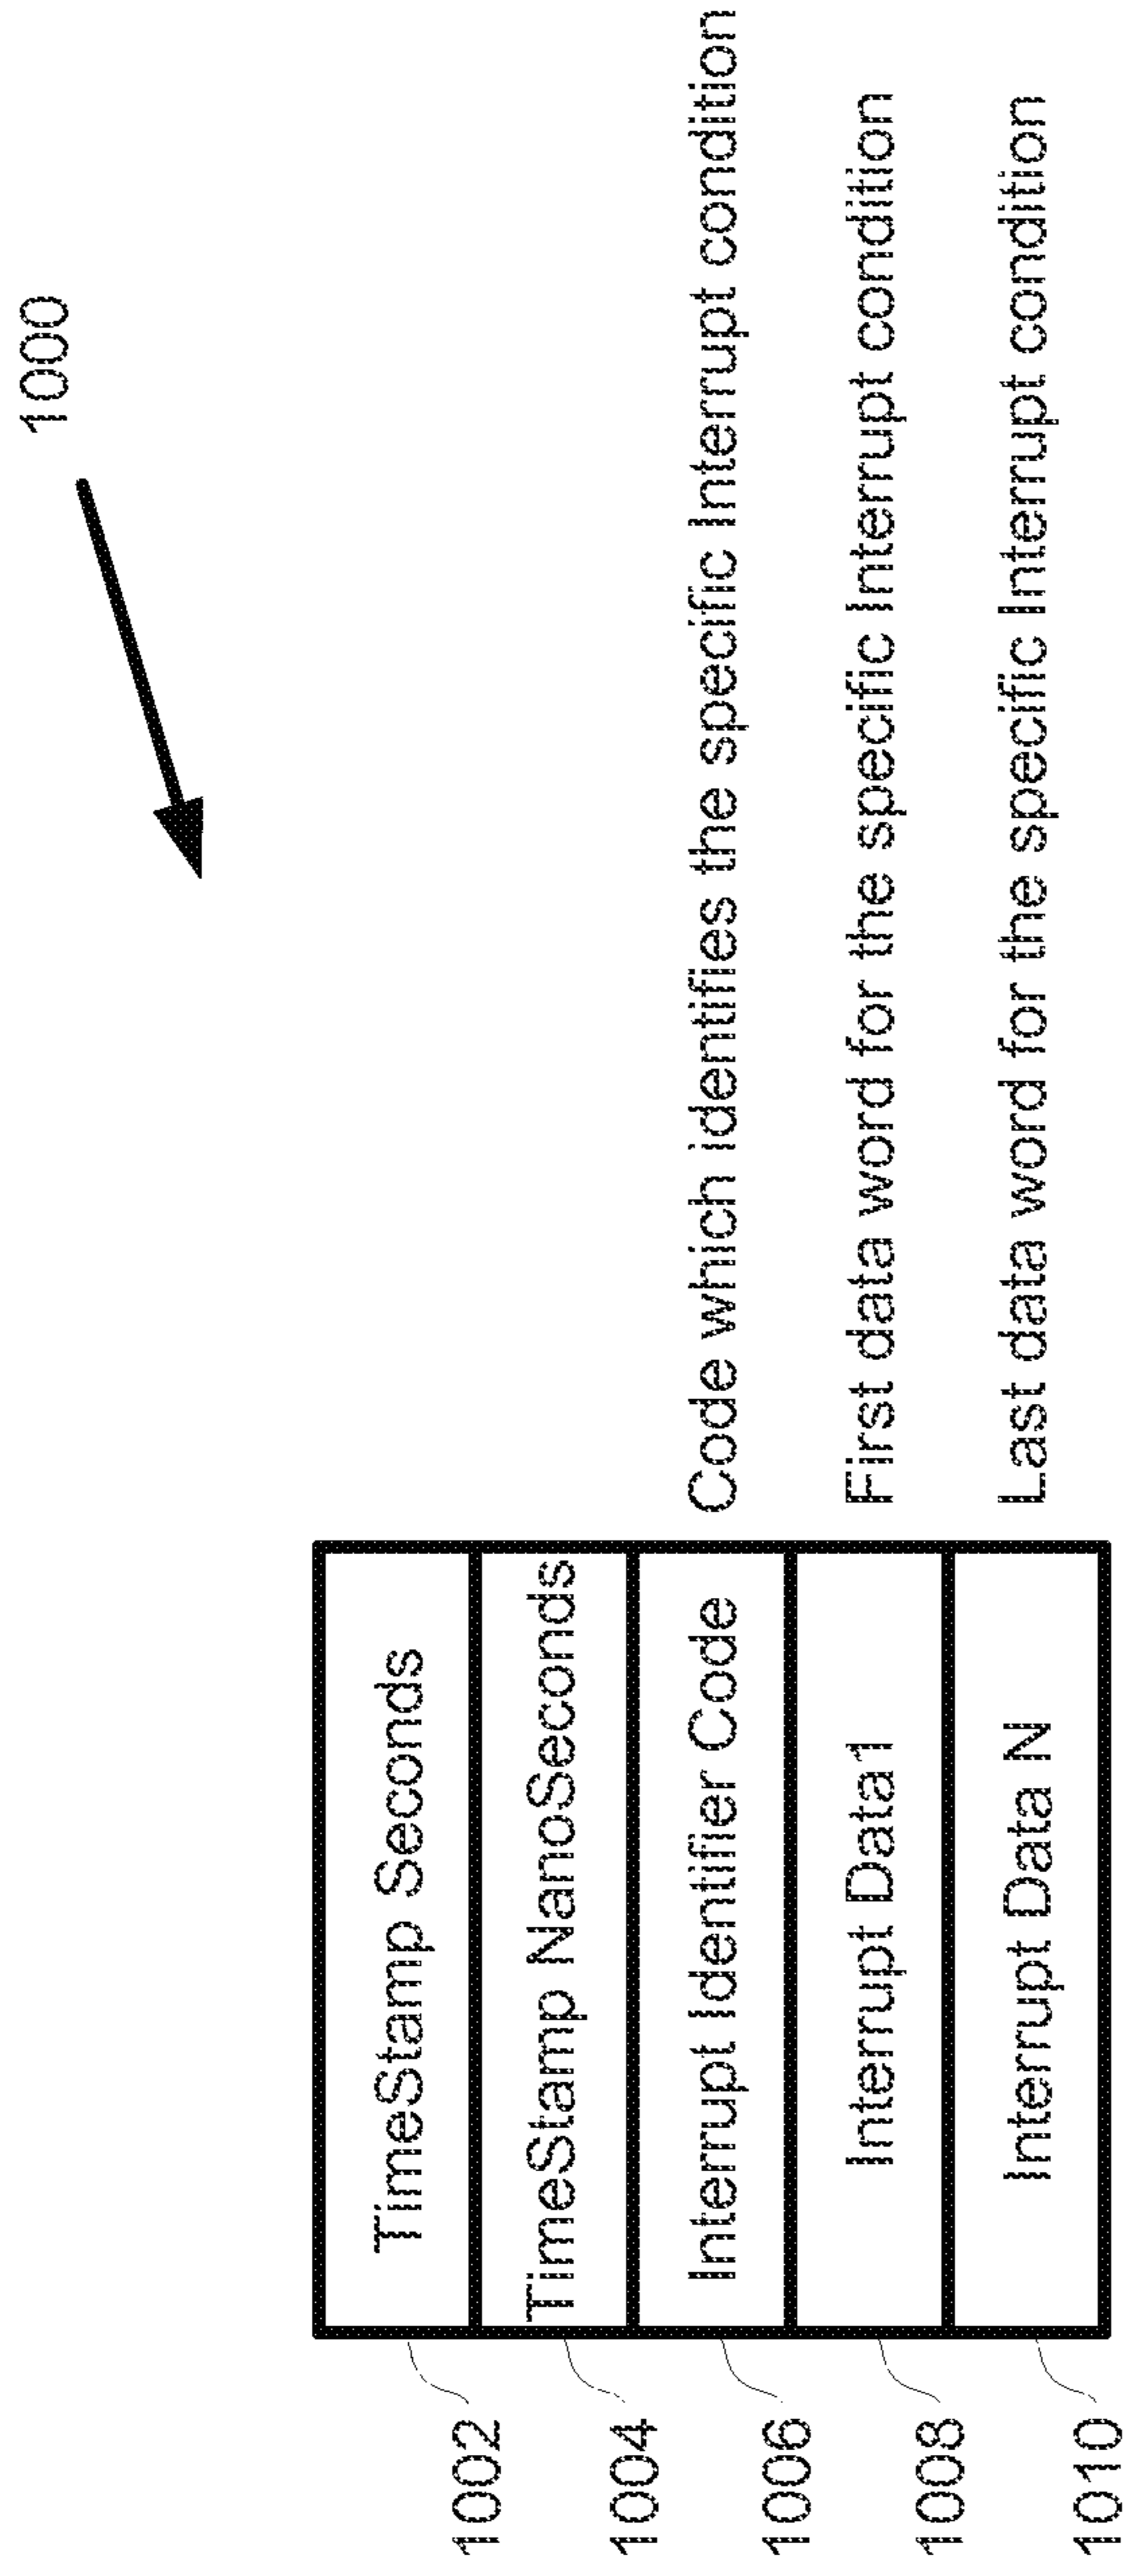 1000
1002 TimeStamp Seconds
1004 TimeStamp NanoSeconds
1006 Interrupt Identifier Code Code which identifies the specific Interrupt condition
1008 Interrupt Data1 First data word for the specific Interrupt condition
1010 Interrupt Data N Last data word for the specific Interrupt condition